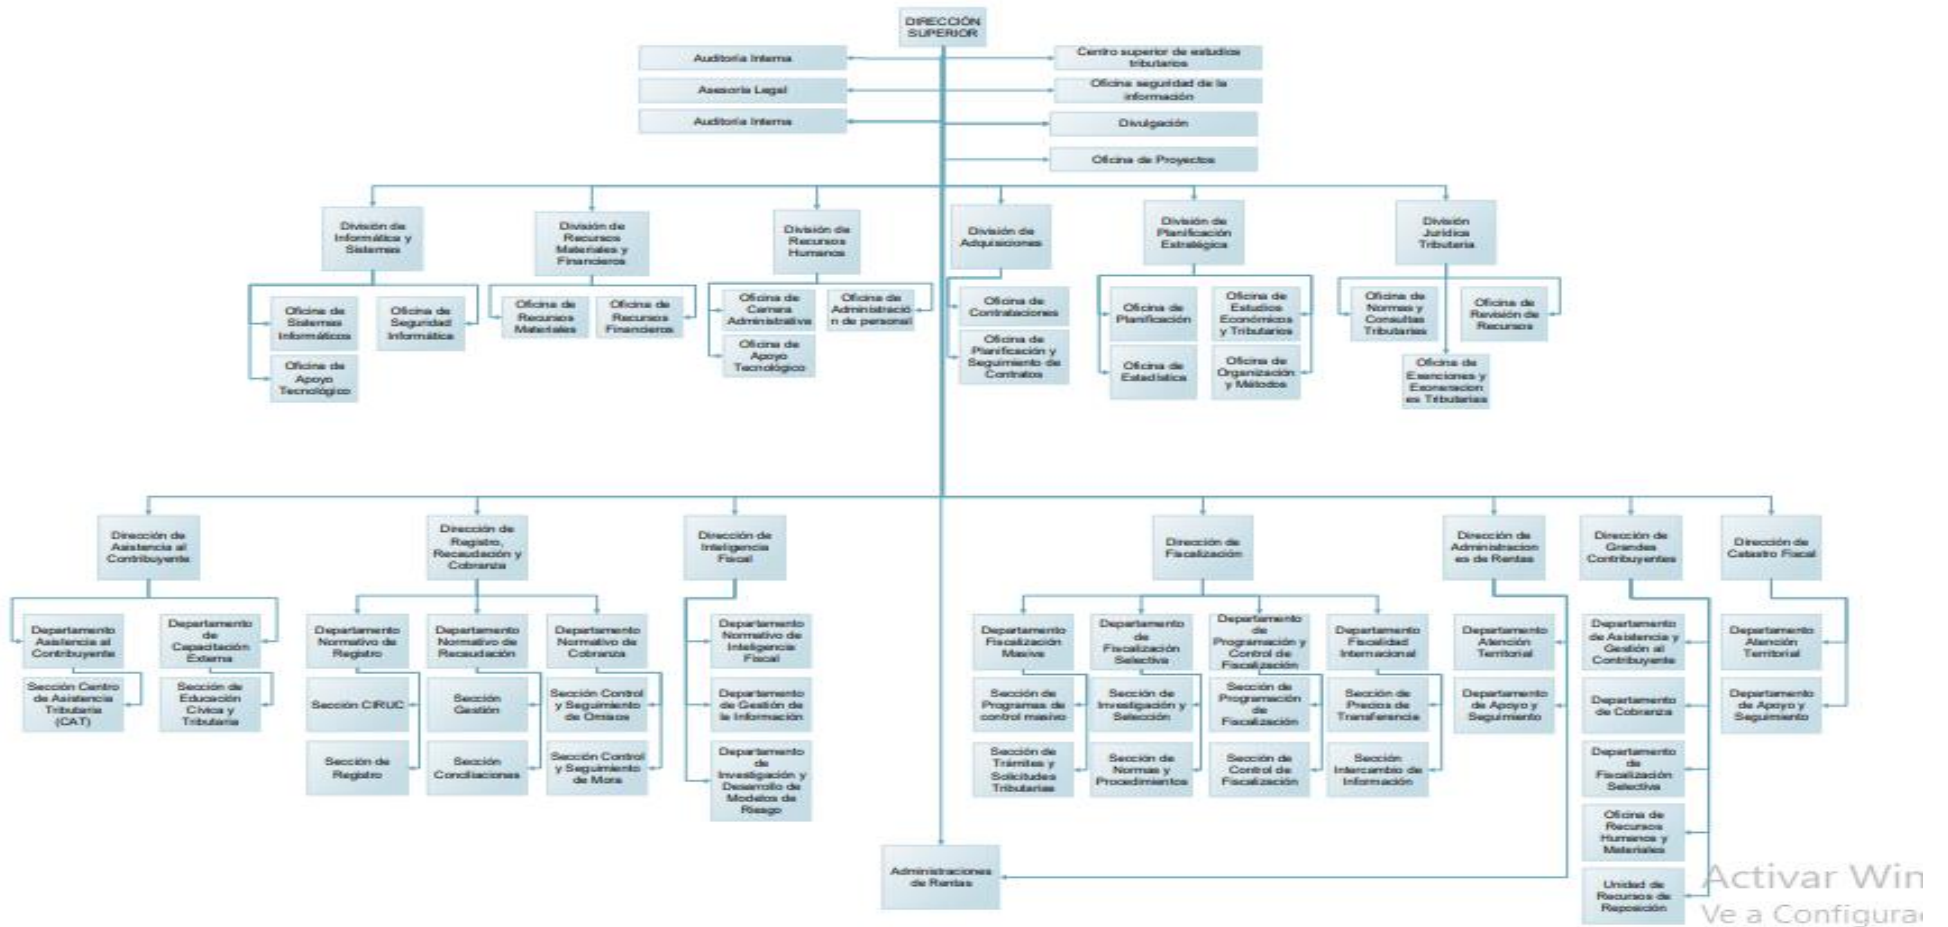 DIRECCIÓN
SUPERIOR
Auditoría Interna
Centro superior de estudios
tributarios
Asesoría Legal
Oficina seguridad de la
información
Auditoría Interna
Divulgación
Oficina de Proyectos
División de
Informática y
Sistemas
División de
Recursos
Materiales y
Financieros
División de
Recursos
Humanos
División de
Adquisiciones
División de
Planificación
Estratégica
División
Jurídica
Tributaria
Oficina de
Sistemas
Informáticos
Oficina de
Seguridad
Informática
Oficina de
Apoyo
Tecnológico
Oficina de
Recursos
Materiales
Oficina de
Recursos
Financieros
Oficina de
Carrera
Administrativa
Oficina de
Administració
n de personal
Oficina de
Apoyo
Tecnológico
Oficina de
Contrataciones
Oficina de
Planificación y
Seguimiento de
Contratos
Oficina de
Planificación
Oficina de
Estudios
Económicos
y Tributarios
Oficina de
Estadística
Oficina de
Organización
y Métodos
Oficina de
Normas y
Consultas
Tributarias
Oficina de
Revisión de
Recursos
Oficina de
Exenciones y
Exoneracion
es Tributarias
Dirección de
Asistencia al
Contribuyente
Dirección de
Registro,
Recaudación y
Cobranza
Dirección de
Inteligencia
Fiscal
Dirección de
Fiscalización
Dirección de
Administracion
es de Rentas
Dirección de
Grandes
Contribuyentes
Dirección de
Catastro Fiscal
Departamento
Asistencia al
Contribuyente
Departamento
de
Capacitación
Externa
Sección Centro
de Asistencia
Tributaria
(CAT)
Sección de
Educación
Cívica y
Tributaria
Departamento
Normativo de
Registro
Departamento
Normativo de
Recaudación
Departamento
Normativo de
Cobranza
Sección CIRUC
Sección
Gestión
Sección Control
y Seguimiento
de Omisos
Sección de
Registro
Sección
Conciliaciones
Sección Control
y Seguimiento
de Mora
Departamento
Normativo de
Inteligencia
Fiscal
Departamento
de Gestión de
la Información
Departamento
de
Investigación y
Desarrollo de
Modelos de
Riesgo
Departamento
Fiscalización
Masiva
Departamento
de
Fiscalización
Selectiva
Departamento
de
Programación y
Control de
Fiscalización
Departamento
Fiscalidad
Internacional
Sección de
Programas de
control masivo
Sección de
Investigación y
Selección
Sección de
Programación
de
Fiscalización
Sección de
Precios de
Transferencia
Sección de
Trámites y
Solicitudes
Tributarias
Sección de
Normas y
Procedimientos
Sección de
Control de
Fiscalización
Sección
Intercambio de
Información
Departamento
Atención
Territorial
Departamento
de Apoyo y
Seguimiento
Departamento
de Asistencia y
Gestión al
Contribuyente
Departamento
de Cobranza
Departamento
de
Fiscalización
Selectiva
Oficina de
Recursos
Humanos y
Materiales
Unidad de
Recursos de
Reposición
Departamento
Atención
Territorial
Departamento
de Apoyo y
Seguimiento
Administraciones
de Rentas
Activar Win
Ve a Configura